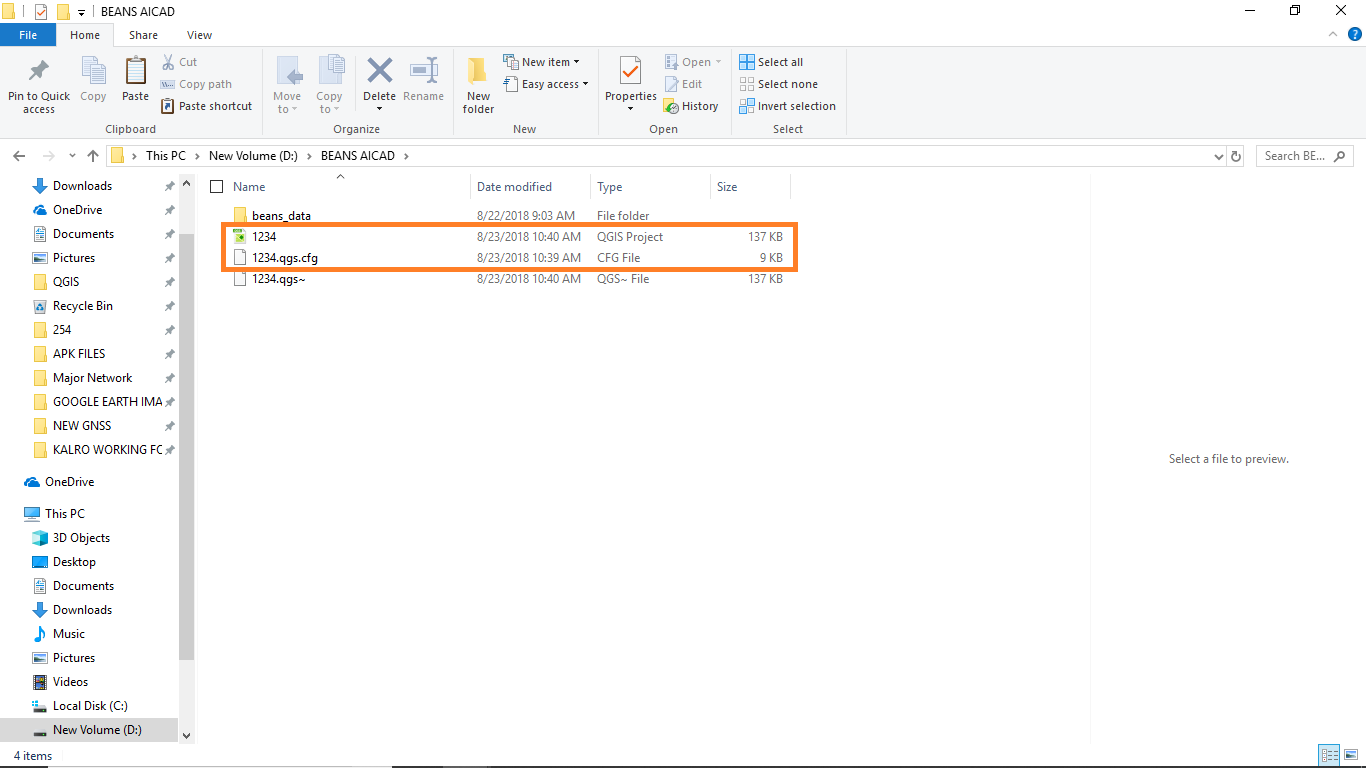 BEANS AICAD
File Home Share View
Pin to Quick access
Copy
Paste
Cut
Copy path
Paste shortcut
Clipboard
Move to
Copy to
Delete
Rename
Organize
New folder
New item
Easy access
New
Properties
Open
Edit
History
Open
Select all
Select none
Invert selection
Select
This PC > New Volume (D:) > BEANS AICAD >
Search BE...
Downloads
OneDrive
Documents
Pictures
QGIS
Recycle Bin
254
APK FILES
Major Network
GOOGLE EARTH IMA
NEW GNSS
KALRO WORKING FO
OneDrive
This PC
3D Objects
Desktop
Documents
Downloads
Music
Pictures
Videos
Local Disk (C:)
New Volume (D:)
Name Date modified Type Size
beans_data 8/22/2018 9:03 AM File folder
1234 8/23/2018 10:40 AM QGIS Project 137 KB
1234.qgs.cfg 8/23/2018 10:39 AM CFG File 9 KB
1234.qgs~ 8/23/2018 10:40 AM QGS~ File 137 KB
Select a file to preview.
4 items